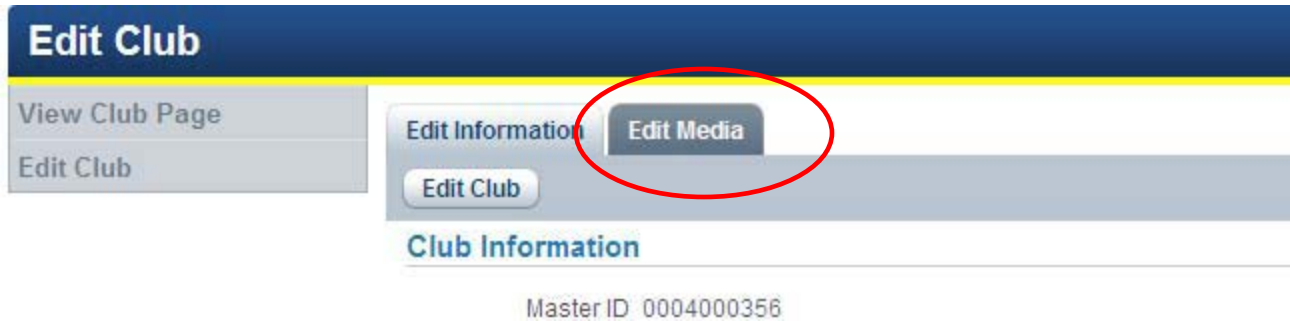 Edit Club
View Club Page
Edit Club
Edit Information Edit Media
Edit Club
Club Information
Master ID 0004000356